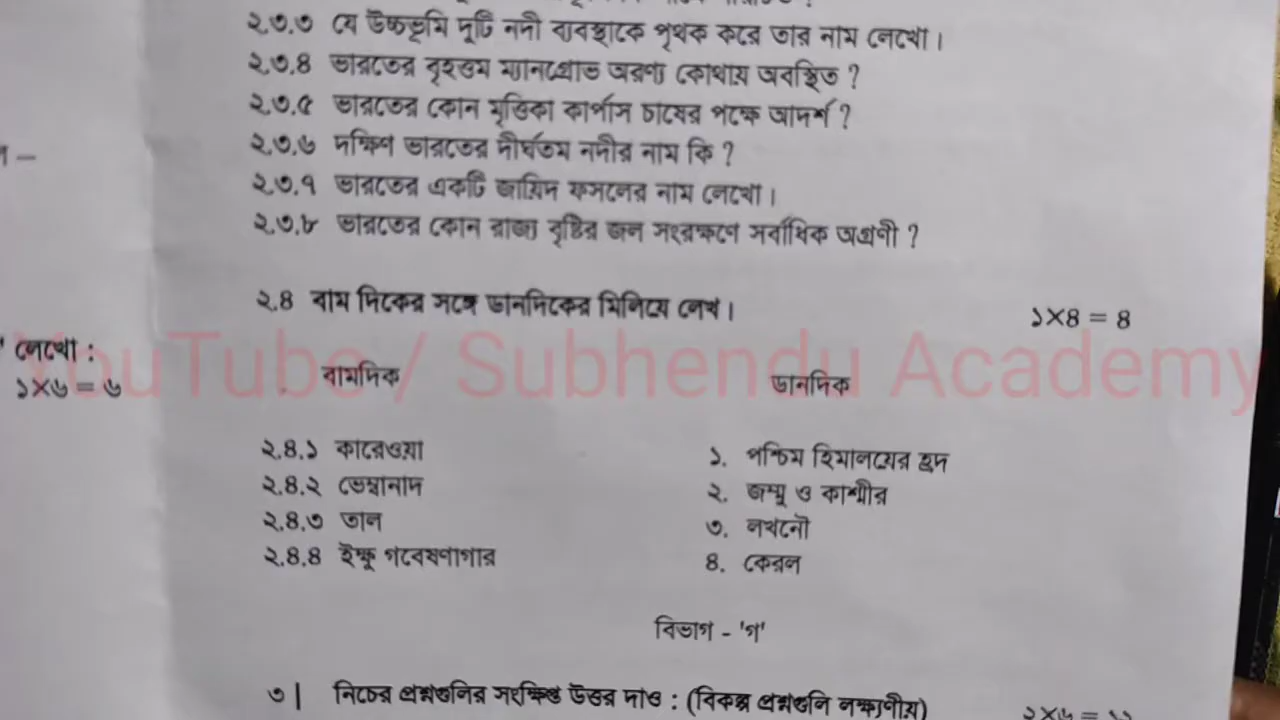 ২.৩.৩ যে উচ্চভূমি দুটি নদী ব্যবস্থাকে পৃথক করে তার নাম লেখো।
২.৩.৪ ভারতের বৃহত্তম ম্যানগ্রোভ অরণ্য কোথায় অবস্থিত ?
২.৩.৫ ভারতের কোন মৃত্তিকা কার্পাস চাষের পক্ষে আদর্শ ?
২.৩.৬ দক্ষিণ ভারতের দীর্ঘতম নদীর নাম কি ?
২.৩.৭ ভারতের একটি জায়িদ ফসলের নাম লেখো।
২.৩.৮ ভারতের কোন রাজ্য বৃষ্টির জল সংরক্ষণে সর্বাধিক অগ্রণী ?
২.৪ বাম দিকের সঙ্গে ডানদিকের মিলিয়ে লেখ।
১×৪ = ৪
লেখো :
১×৬ = ৬
YouTube / Subhendu Academy
বামদিক
ডানদিক
২.৪.১ কারেওয়া
১. পশ্চিম হিমালয়ের হ্রদ
২.৪.২ ভেম্বানাদ
২. জম্মু ও কাশ্মীর
২.৪.৩ তাল
৩. লখনৌ
২.৪.৪ ইক্ষু গবেষণাগার
৪. কেরল
বিভাগ - 'গ'
৩| নিচের প্রশ্নগুলির সংক্ষিপ্ত উত্তর দাও : (বিকল্প প্রশ্নগুলি লক্ষ্যণীয়)
২×৬ = ১২